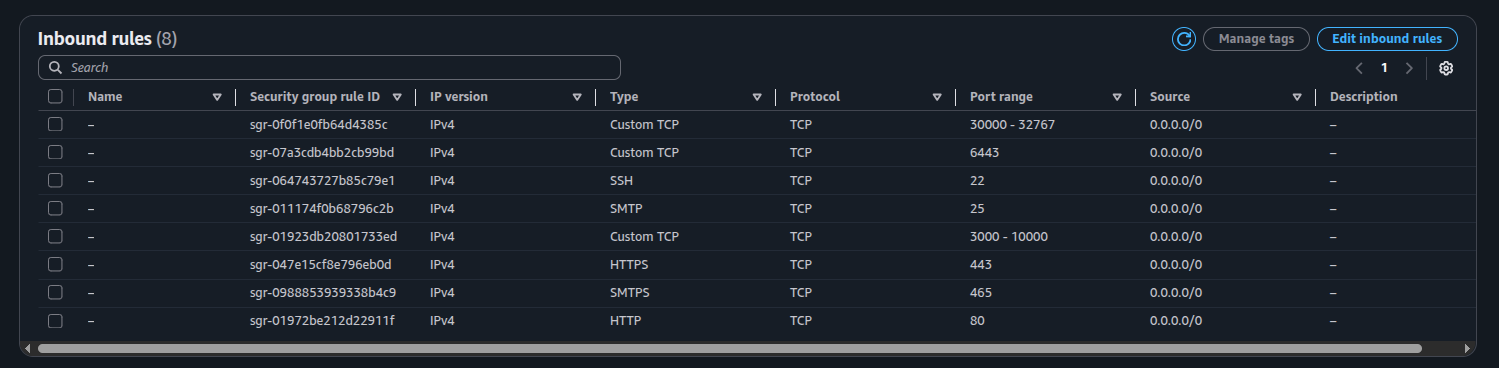 Inbound rules (8)
Manage tags
Edit inbound rules
Search
1
Name Security group rule ID IP version Type Protocol Port range Source Description
– sgr-0f0f1e0fb64d4385c IPv4 Custom TCP TCP 30000 - 32767 0.0.0.0/0 –
– sgr-07a3cdb4bb2cb99bd IPv4 Custom TCP TCP 6443 0.0.0.0/0 –
– sgr-064743727b85c79e1 IPv4 SSH TCP 22 0.0.0.0/0 –
– sgr-011174f0b68796c2b IPv4 SMTP TCP 25 0.0.0.0/0 –
– sgr-01923db20801733ed IPv4 Custom TCP TCP 3000 - 10000 0.0.0.0/0 –
– sgr-047e15cf8e796eb0d IPv4 HTTPS TCP 443 0.0.0.0/0 –
– sgr-0988853939338b4c9 IPv4 SMTPS TCP 465 0.0.0.0/0 –
– sgr-01972be212d22911f IPv4 HTTP TCP 80 0.0.0.0/0 –